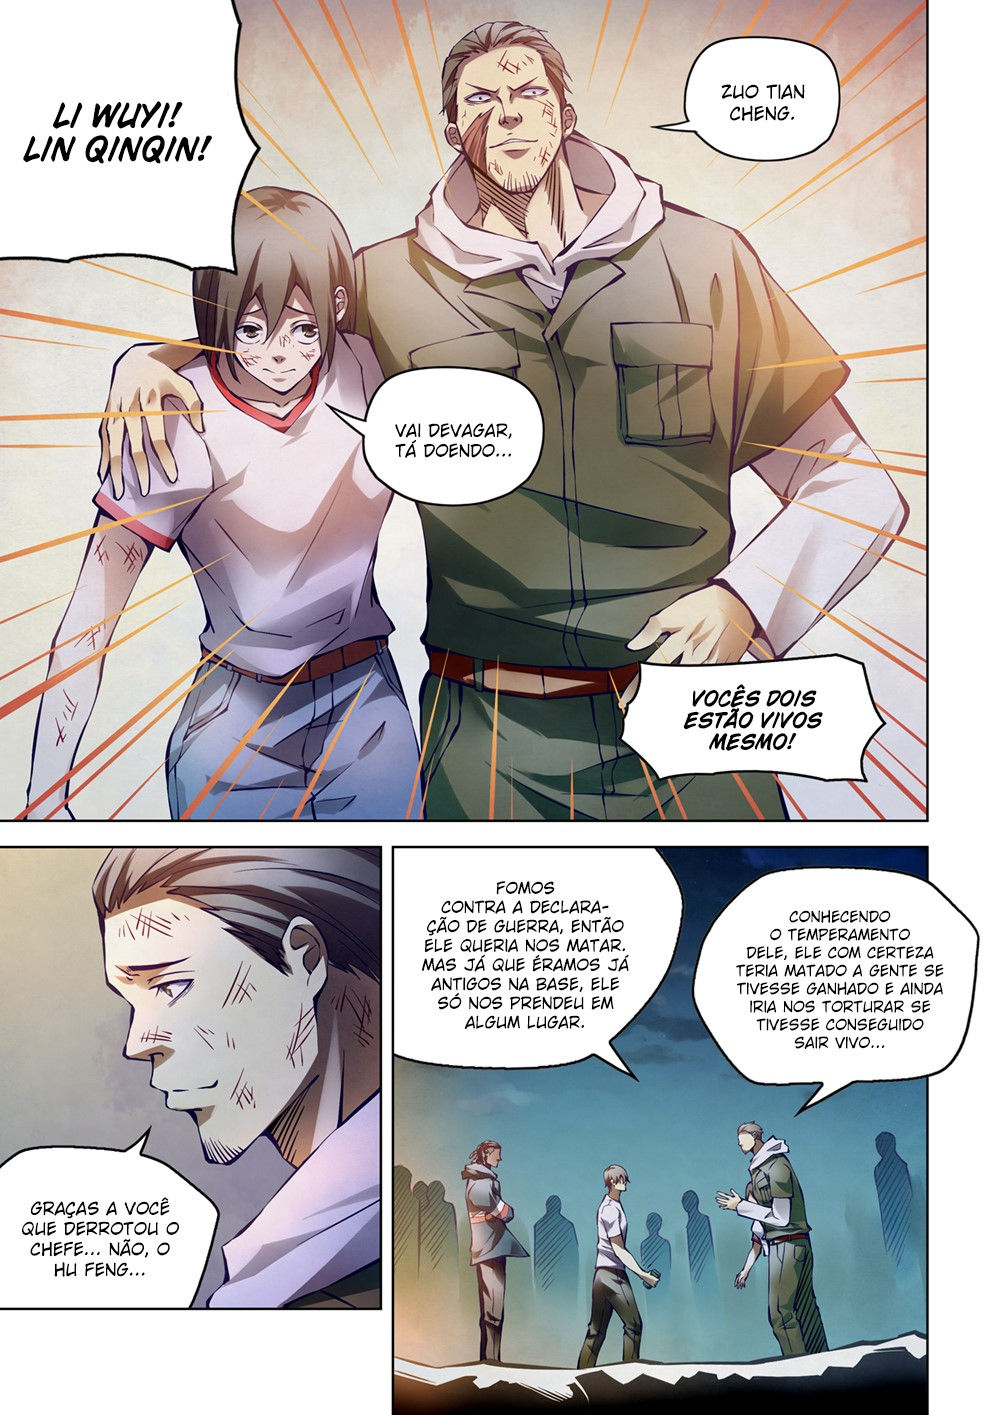 LI WUYI!
LIN QINQIN!
ZUO TIAN
CHENG.
VAI DEVAGAR,
TÁ DOENDO...
VOCÊS DOIS
ESTÃO VIVOS
MESMO!
GRAÇAS A VOCÊ
QUE DERROTOU O
CHEFE... NÃO, O
HU FENG...
FOMOS
CONTRA A DECLARA-
ÇÃO DE GUERRA, ENTÃO
ELE QUERIA NOS MATAR.
MAS JÁ QUE ÉRAMOS JÁ
ANTIGOS NA BASE, ELE
SÓ NOS PRENDEU EM
ALGUM LUGAR.
CONHECENDO
O TEMPERAMENTO
DELE, ELE COM CERTEZA
TERIA MATADO A GENTE SE
TIVESSE GANHADO E AINDA
IRIA NOS TORTURAR SE
TIVESSE CONSEGUIDO
SAIR VIVO...